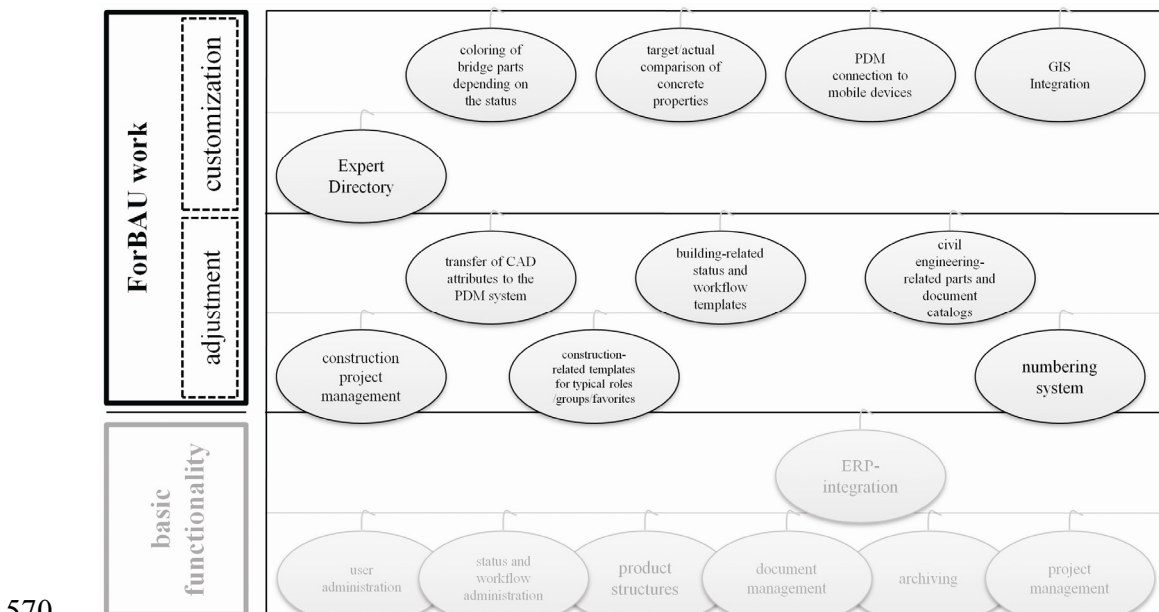 ForBAU work
customization
coloring of
bridge parts
depending on
the status
target/actual
comparison of
concrete
properties
PDM
connection to
mobile devices
GIS
Integration
Expert
Directory
adjustment
transfer of CAD
attributes to the
PDM system
building-related
status and
workflow
templates
civil
engineering-
related parts and
document
catalogs
construction
project
management
construction-
related templates
for typical roles
/groups/favorites
numbering
system
basic
functionality
ERP-
integration
user
administration
status and
workflow
administration
product
structures
document
management
archiving
project
management
570